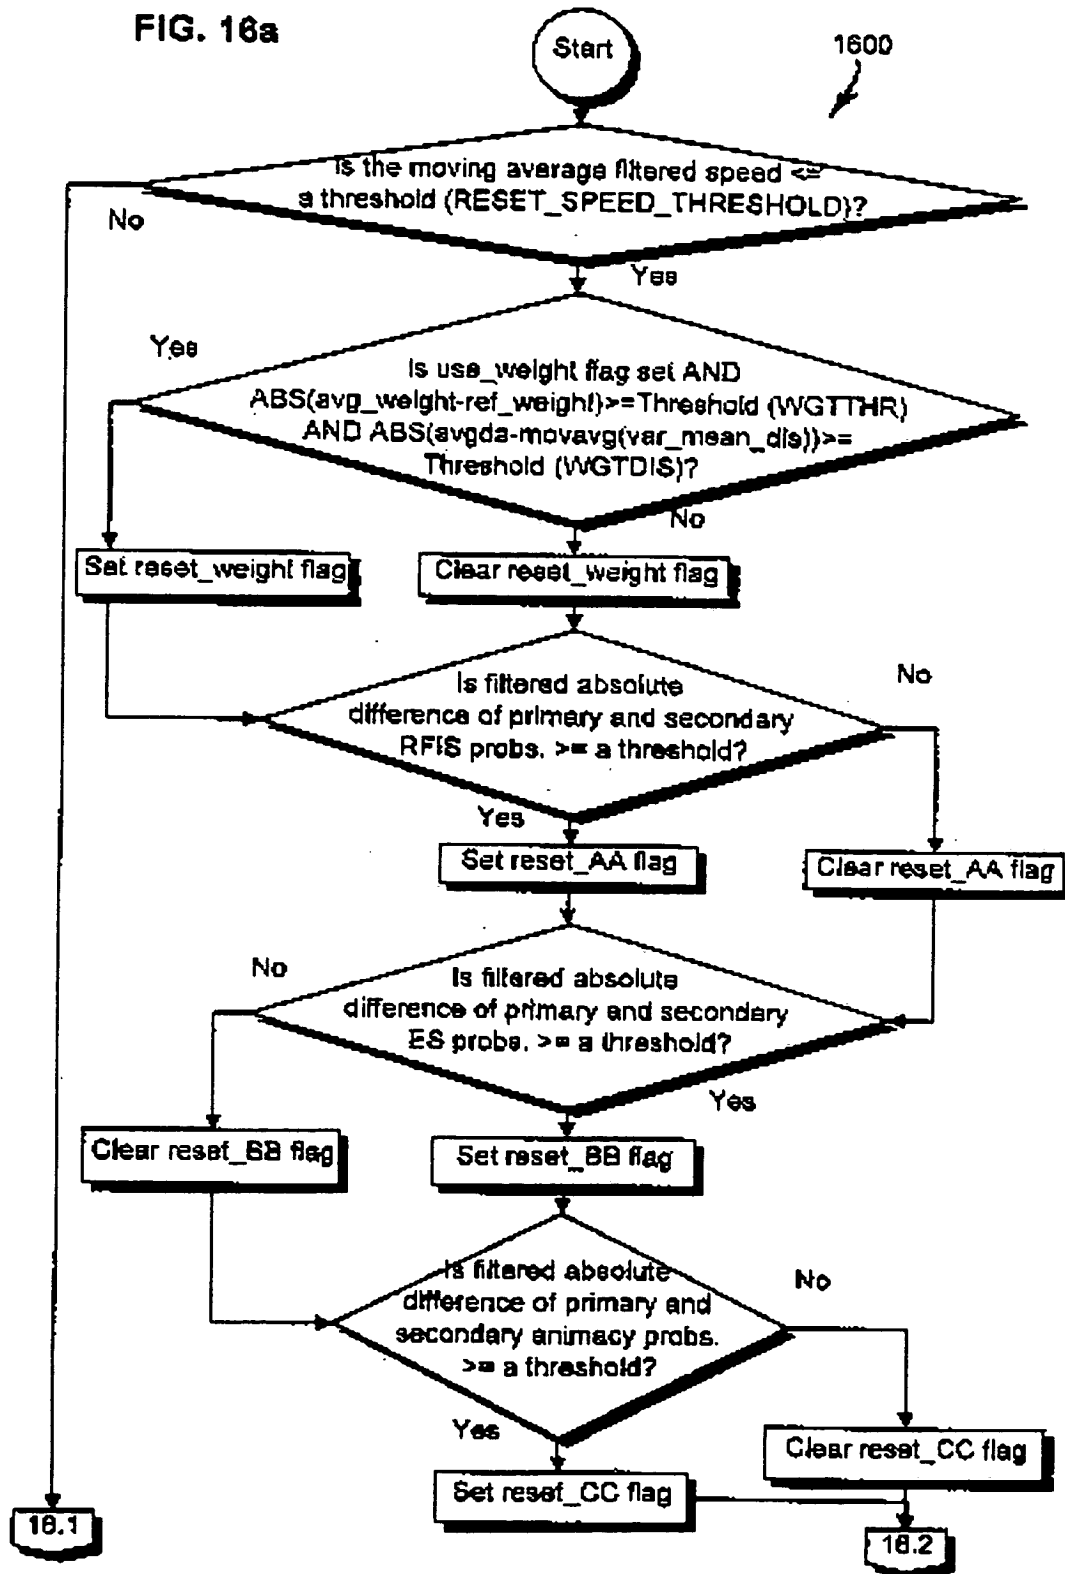 FIG. 16a
Start
1600
Is the moving average filtered speed <=
a threshold (RESET_SPEED_THRESHOLD)?
No
Yes
Yes
Is use_weight flag set AND
ABS(avg_weight-ref_weight)>=Threshold (WGTTHR)
AND ABS(avgda-movavg(var_mean_dis))>=
Threshold (WGTDIS)?
No
Set reset_weight flag
Clear reset_weight flag
Is filtered absolute
difference of primary and secondary
RFIS probs. >= a threshold?
No
Yes
Set reset_AA flag
Clear reset_AA flag
No
Is filtered absolute
difference of primary and secondary
ES probs. >= a threshold?
Yes
Clear reset_BB flag
Set reset_BB flag
Is filtered absolute
difference of primary and
secondary animacy probs.
>= a threshold?
No
Yes
Clear reset_CC flag
Set reset_CC flag
16.1
16.2